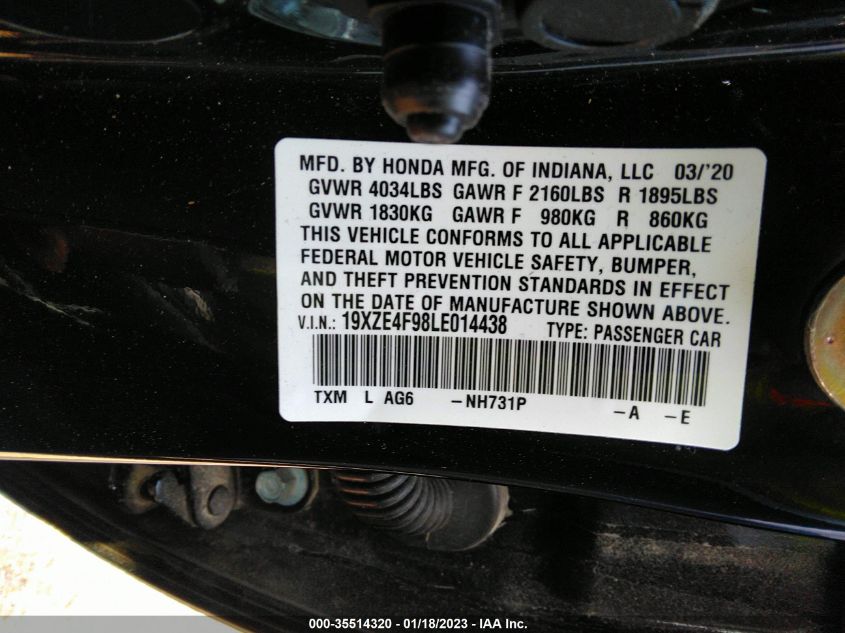 MFD. BY HONDA MFG. OF INDIANA, LLC 03/'20
GVWR 4034LBS GAWR F 2160LBS R 1895LBS
GVWR 1830KG GAWR F 980KG R 860KG
THIS VEHICLE CONFORMS TO ALL APPLICABLE
FEDERAL MOTOR VEHICLE SAFETY, BUMPER,
AND THEFT PREVENTION STANDARDS IN EFFECT
ON THE DATE OF MANUFACTURE SHOWN ABOVE.
V.I.N.: 19XZE4F98LE014438 TYPE: PASSENGER CAR
TXM L AG6 -NH731P -A -E
000-35514320 - 01/18/2023 - IAA Inc.